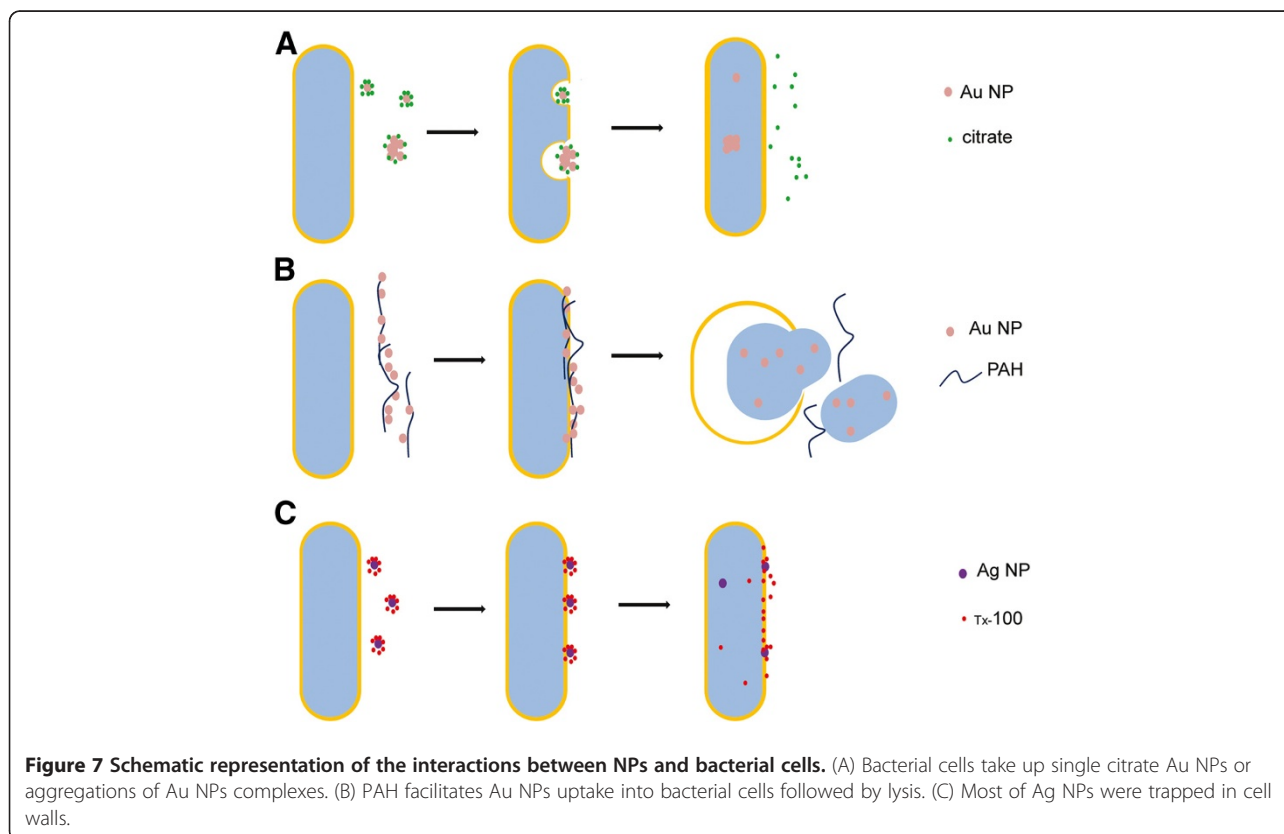 A
Au NP
citrate
B
Au NP
PAH
C
Ag NP
Tx-100
Figure 7 Schematic representation of the interactions between NPs and bacterial cells. (A) Bacterial cells take up single citrate Au NPs or
aggregations of Au NPs complexes. (B) PAH facilitates Au NPs uptake into bacterial cells followed by lysis. (C) Most of Ag NPs were trapped in cell
walls.